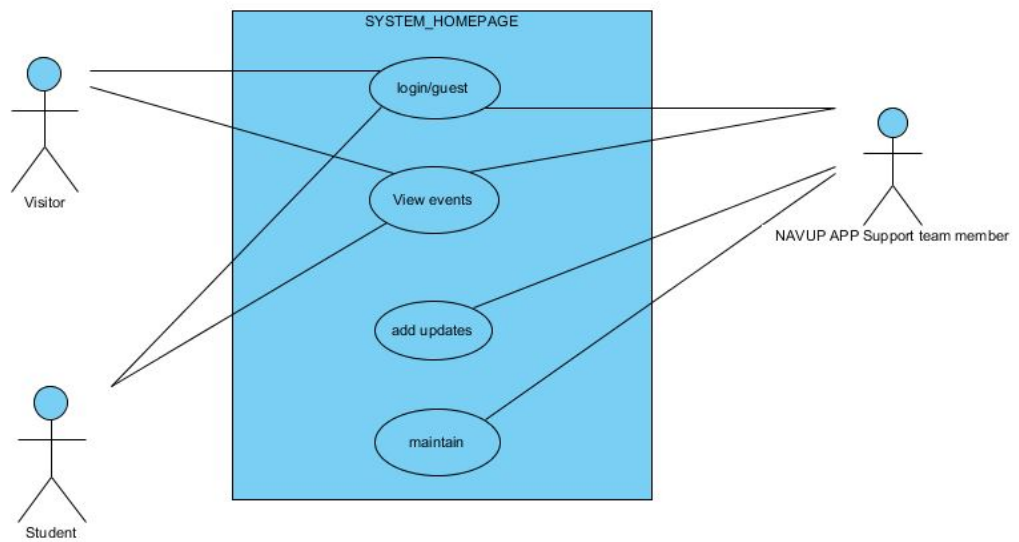 SYSTEM_HOMEPAGE
login/guest
Visitor
View events
NAVUP APP Support team member
add updates
maintain
Student